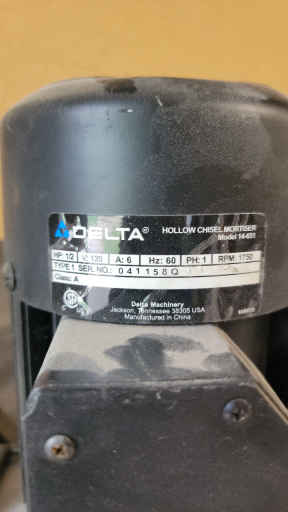 DELTA® HOLLOW CHISEL MORTISER
Model 14-651
HP: 1/2 V: 120 A: 6 Hz: 60 PH: 1 RPM: 1750
TYPE 1 SER. NO.: 041158Q
Class: A
Delta Machinery
Jackson, Tennessee 38305 USA
Manufactured in China